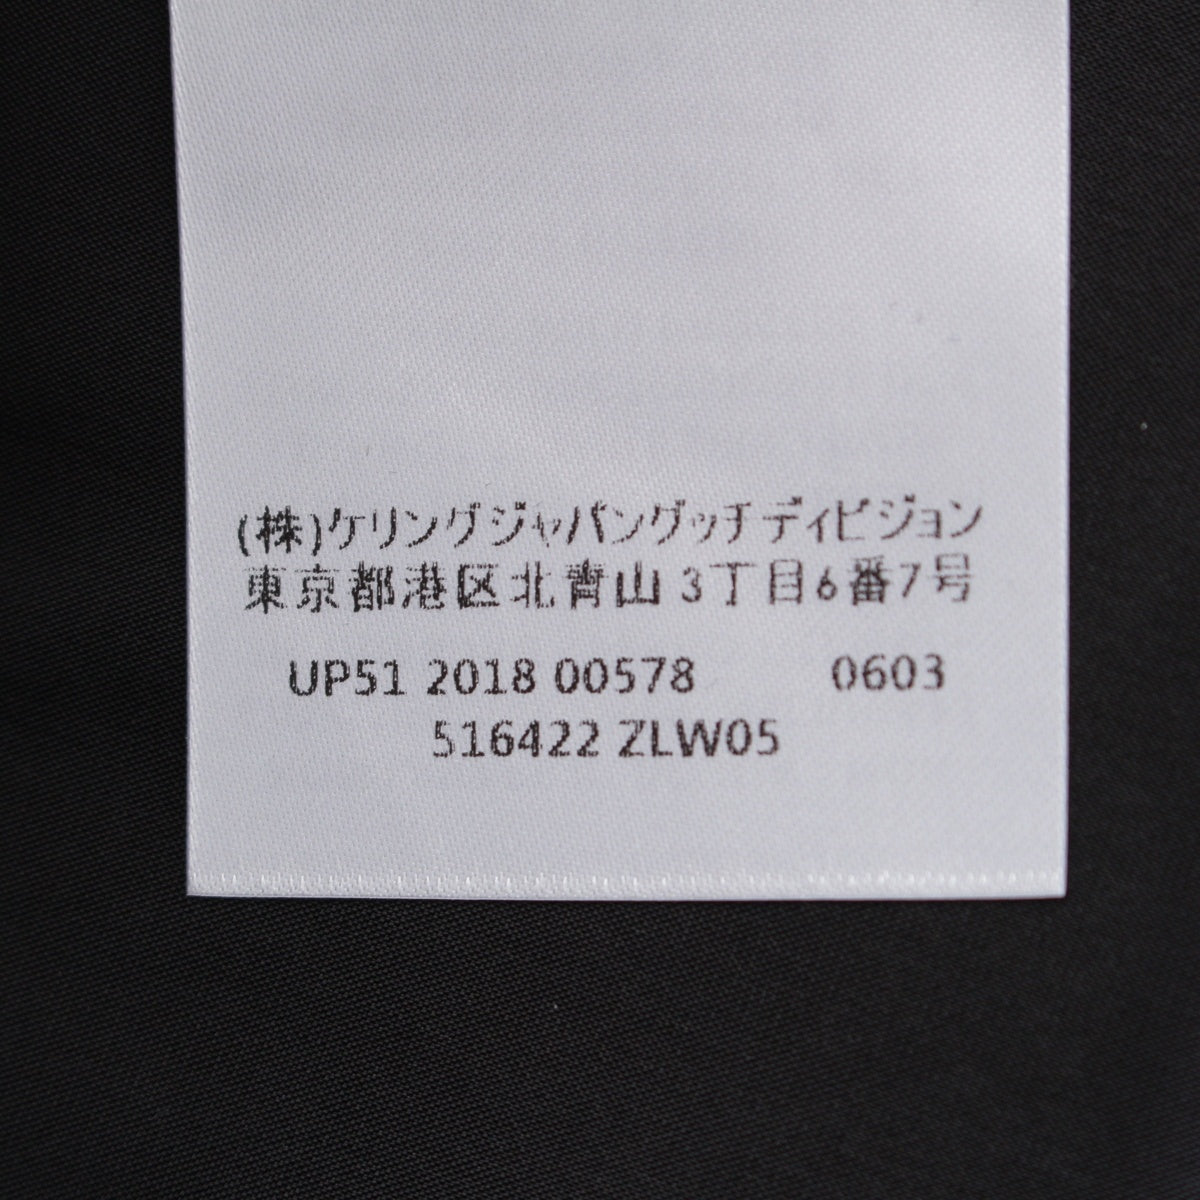 (株)ケリングジャパングッチディビジョン
東京都港区北青山3丁目6番7号
UP51 2018 00578 0603
516422 ZLW05